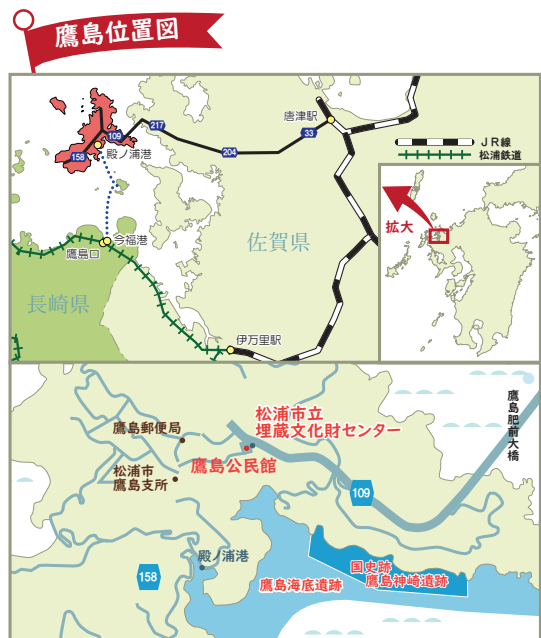 鷹島位置図
唐津駅
217
109
33
204
158
殿ノ浦港
JR線
松浦鉄道
拡大
今福港
鷹島口
佐賀県
長崎県
伊万里駅
鷹島肥前大橋
松浦市立
埋蔵文化財センター
鷹島郵便局
鷹島公民館
松浦市
鷹島支所
109
殿ノ浦港
158
国史跡
鷹島神崎遺跡
鷹島海底遺跡